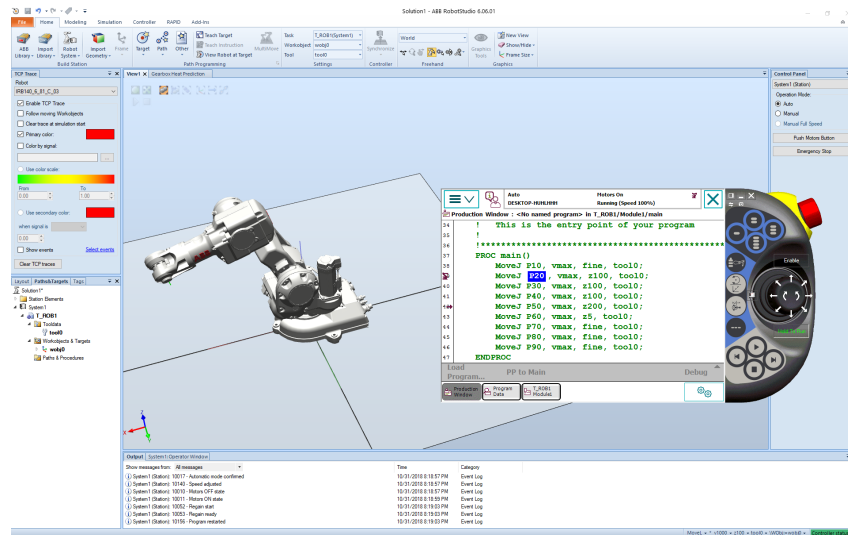 Solution1 - ABB RobotStudio 6.06.01
File Home Modeling Simulation Controller RAPID Add-Ins
ABB Library Import Library Robot System Import Geometry Frame
Build Station
Target Path Other
Teach Target
Teach Instruction
View Robot at Target
MultiMove
Path Programming
Task T_ROB1(System1)
Workobject wobj0
Tool tool0
Settings
Synchronize
Controller
World
Freehand
Graphics Tools
New View
Show/Hide
Frame Size
Graphics
TCP Trace
Robot
IRB140_6_81_C_03
Enable TCP Trace
Follow moving Workobjects
Clear trace at simulation start
Primary color:
Color by signal:
Use color scale:
From To
0.00 1.00
Use secondary color:
when signal is
0.00
Show events Select events
Clear TCP traces
Layout Paths&Targets Tags
Solution1*
Station Elements
System1
T_ROB1
Tooldata
tool0
Workobjects & Targets
wobj0
Paths & Procedures
View1 Gearbox Heat Prediction
Z
X
Y
Auto
DESKTOP-HUHLHHH
Motors On
Running (Speed 100%)
Production Window : <No named program> in T_ROB1/Module1/main
34 ! This is the entry point of your program
35 !
36 !***********************************************
37 PROC main()
38 MoveJ P10, vmax, fine, tool0;
MoveJ P20, vmax, z100, tool0;
40 MoveJ P30, vmax, z100, tool0;
41 MoveJ P40, vmax, z100, tool0;
42 MoveJ P50, vmax, z200, tool0;
43 MoveJ P60, vmax, z5, tool0;
44 MoveJ P70, vmax, fine, tool0;
45 MoveJ P80, vmax, fine, tool0;
46 MoveJ P90, vmax, fine, tool0;
47 ENDPROC
Load Program... PP to Main Debug
Production Window
Program Data
T_ROB1 Module1
Enable
Control Panel
System1 (Station)
Operation Mode:
Auto
Manual
Manual Full Speed
Push Motors Button
Emergency Stop
Output System1:Operator Window
Show messages from: All messages Time Category
System1 (Station): 10017 - Automatic mode confirmed 10/31/2018 8:18:57 PM Event Log
System1 (Station): 10140 - Speed adjusted 10/31/2018 8:18:57 PM Event Log
System1 (Station): 10010 - Motors OFF state 10/31/2018 8:18:57 PM Event Log
System1 (Station): 10011 - Motors ON state 10/31/2018 8:18:59 PM Event Log
System1 (Station): 10052 - Regain start 10/31/2018 8:19:03 PM Event Log
System1 (Station): 10053 - Regain ready 10/31/2018 8:19:03 PM Event Log
System1 (Station): 10156 - Program restarted 10/31/2018 8:19:03 PM Event Log
MoveL * v1000 z100 tool0 \WObj:=wobj0 Controller status